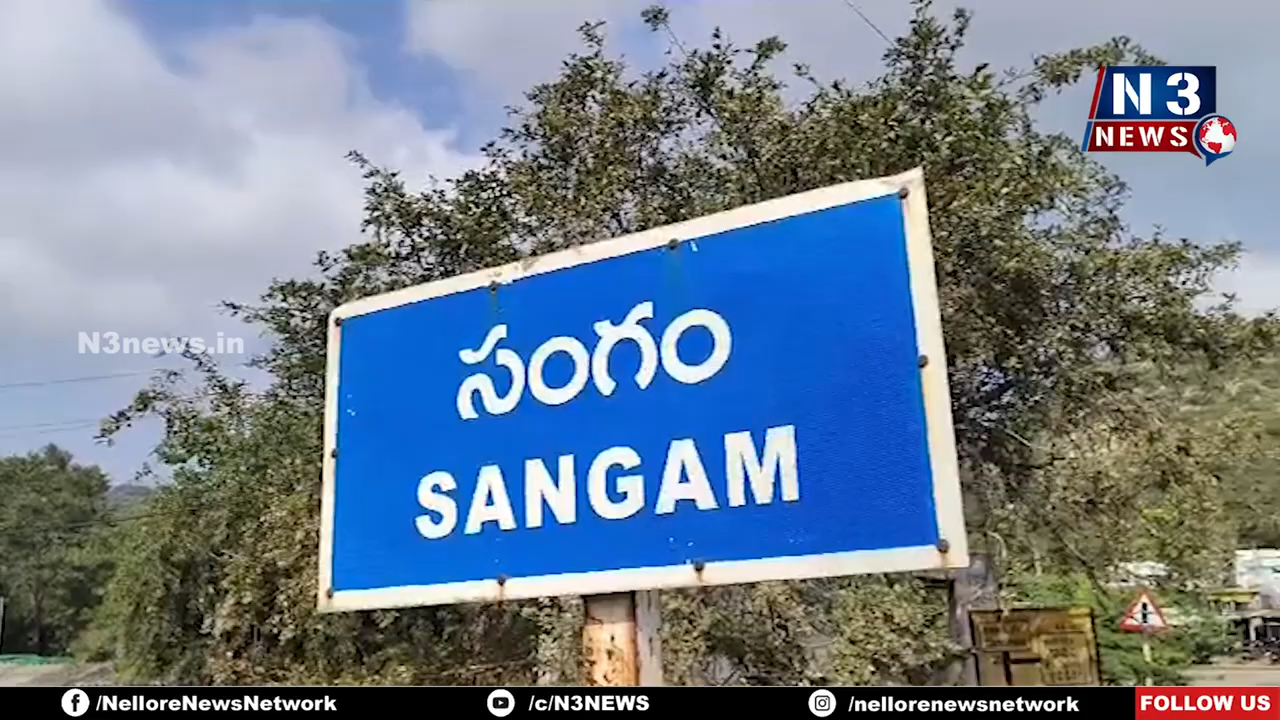 N3
NEWS
N3news.in
సంగం
SANGAM
/NelloreNewsNetwork
/c/N3NEWS
/nellorenewsnetwork
FOLLOW US